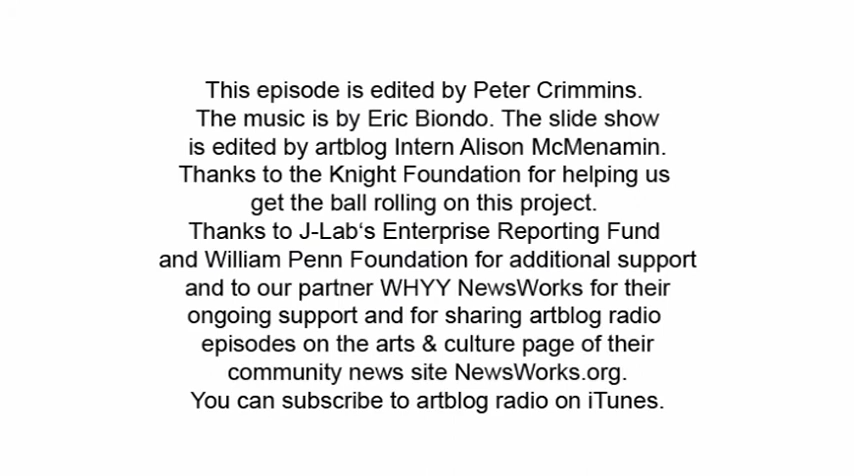 This episode is edited by Peter Crimmins.
The music is by Eric Biondo. The slide show
is edited by artblog Intern Alison McMenamin.
Thanks to the Knight Foundation for helping us
get the ball rolling on this project.
Thanks to J-Lab‘s Enterprise Reporting Fund
and William Penn Foundation for additional support
and to our partner WHYY NewsWorks for their
ongoing support and for sharing artblog radio
episodes on the arts & culture page of their
community news site NewsWorks.org.
You can subscribe to artblog radio on iTunes.